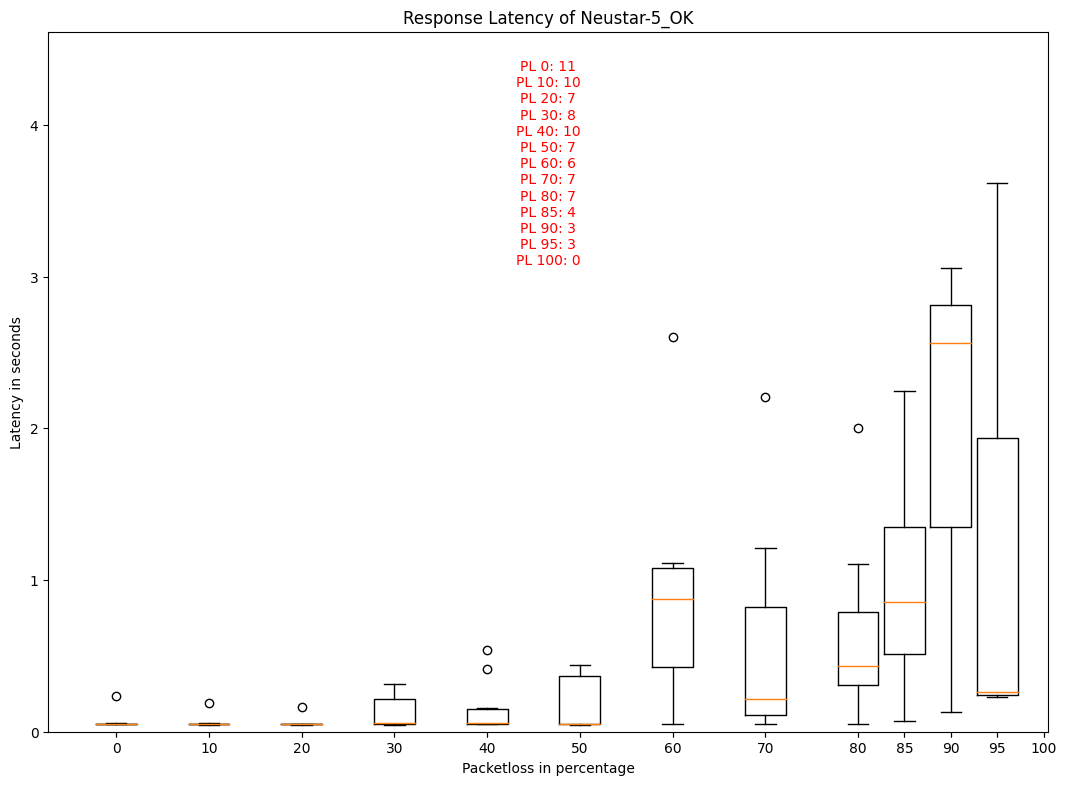 Response Latency of Neustar-5_OK
PL 0: 11
PL 10: 10
PL 20: 7
PL 30: 8
PL 40: 10
PL 50: 7
PL 60: 6
PL 70: 7
PL 80: 7
PL 85: 4
PL 90: 3
PL 95: 3
PL 100: 0
4
3
2
1
0
Latency in seconds
0 10 20 30 40 50 60 70 80 85 90 95 100
Packetloss in percentage